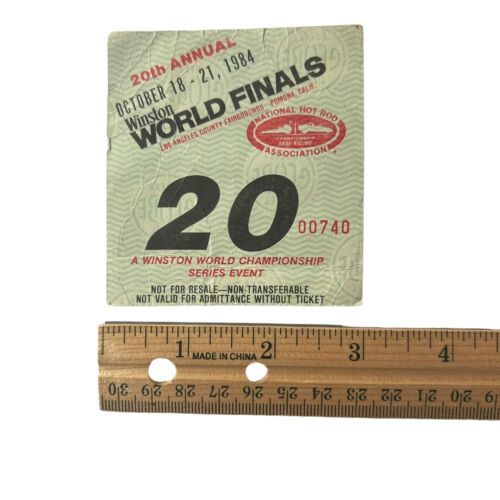 20th ANNUAL
OCTOBER 18 - 21, 1984
Winston
WORLD FINALS
LOS ANGELES COUNTY FAIRGROUNDS POMONA, CALIF.
NATIONAL HOT ROD
CHAMPIONSHIP
DRAG RACING
ASSOCIATION
20
00740
A WINSTON WORLD CHAMPIONSHIP
SERIES EVENT
NOT FOR RESALE—NON-TRANSFERABLE
NOT VALID FOR ADMITTANCE WITHOUT TICKET
1 MADE IN CHINA 2 3 4
30 29 28 27 26 25 24 23 22 21 20 19